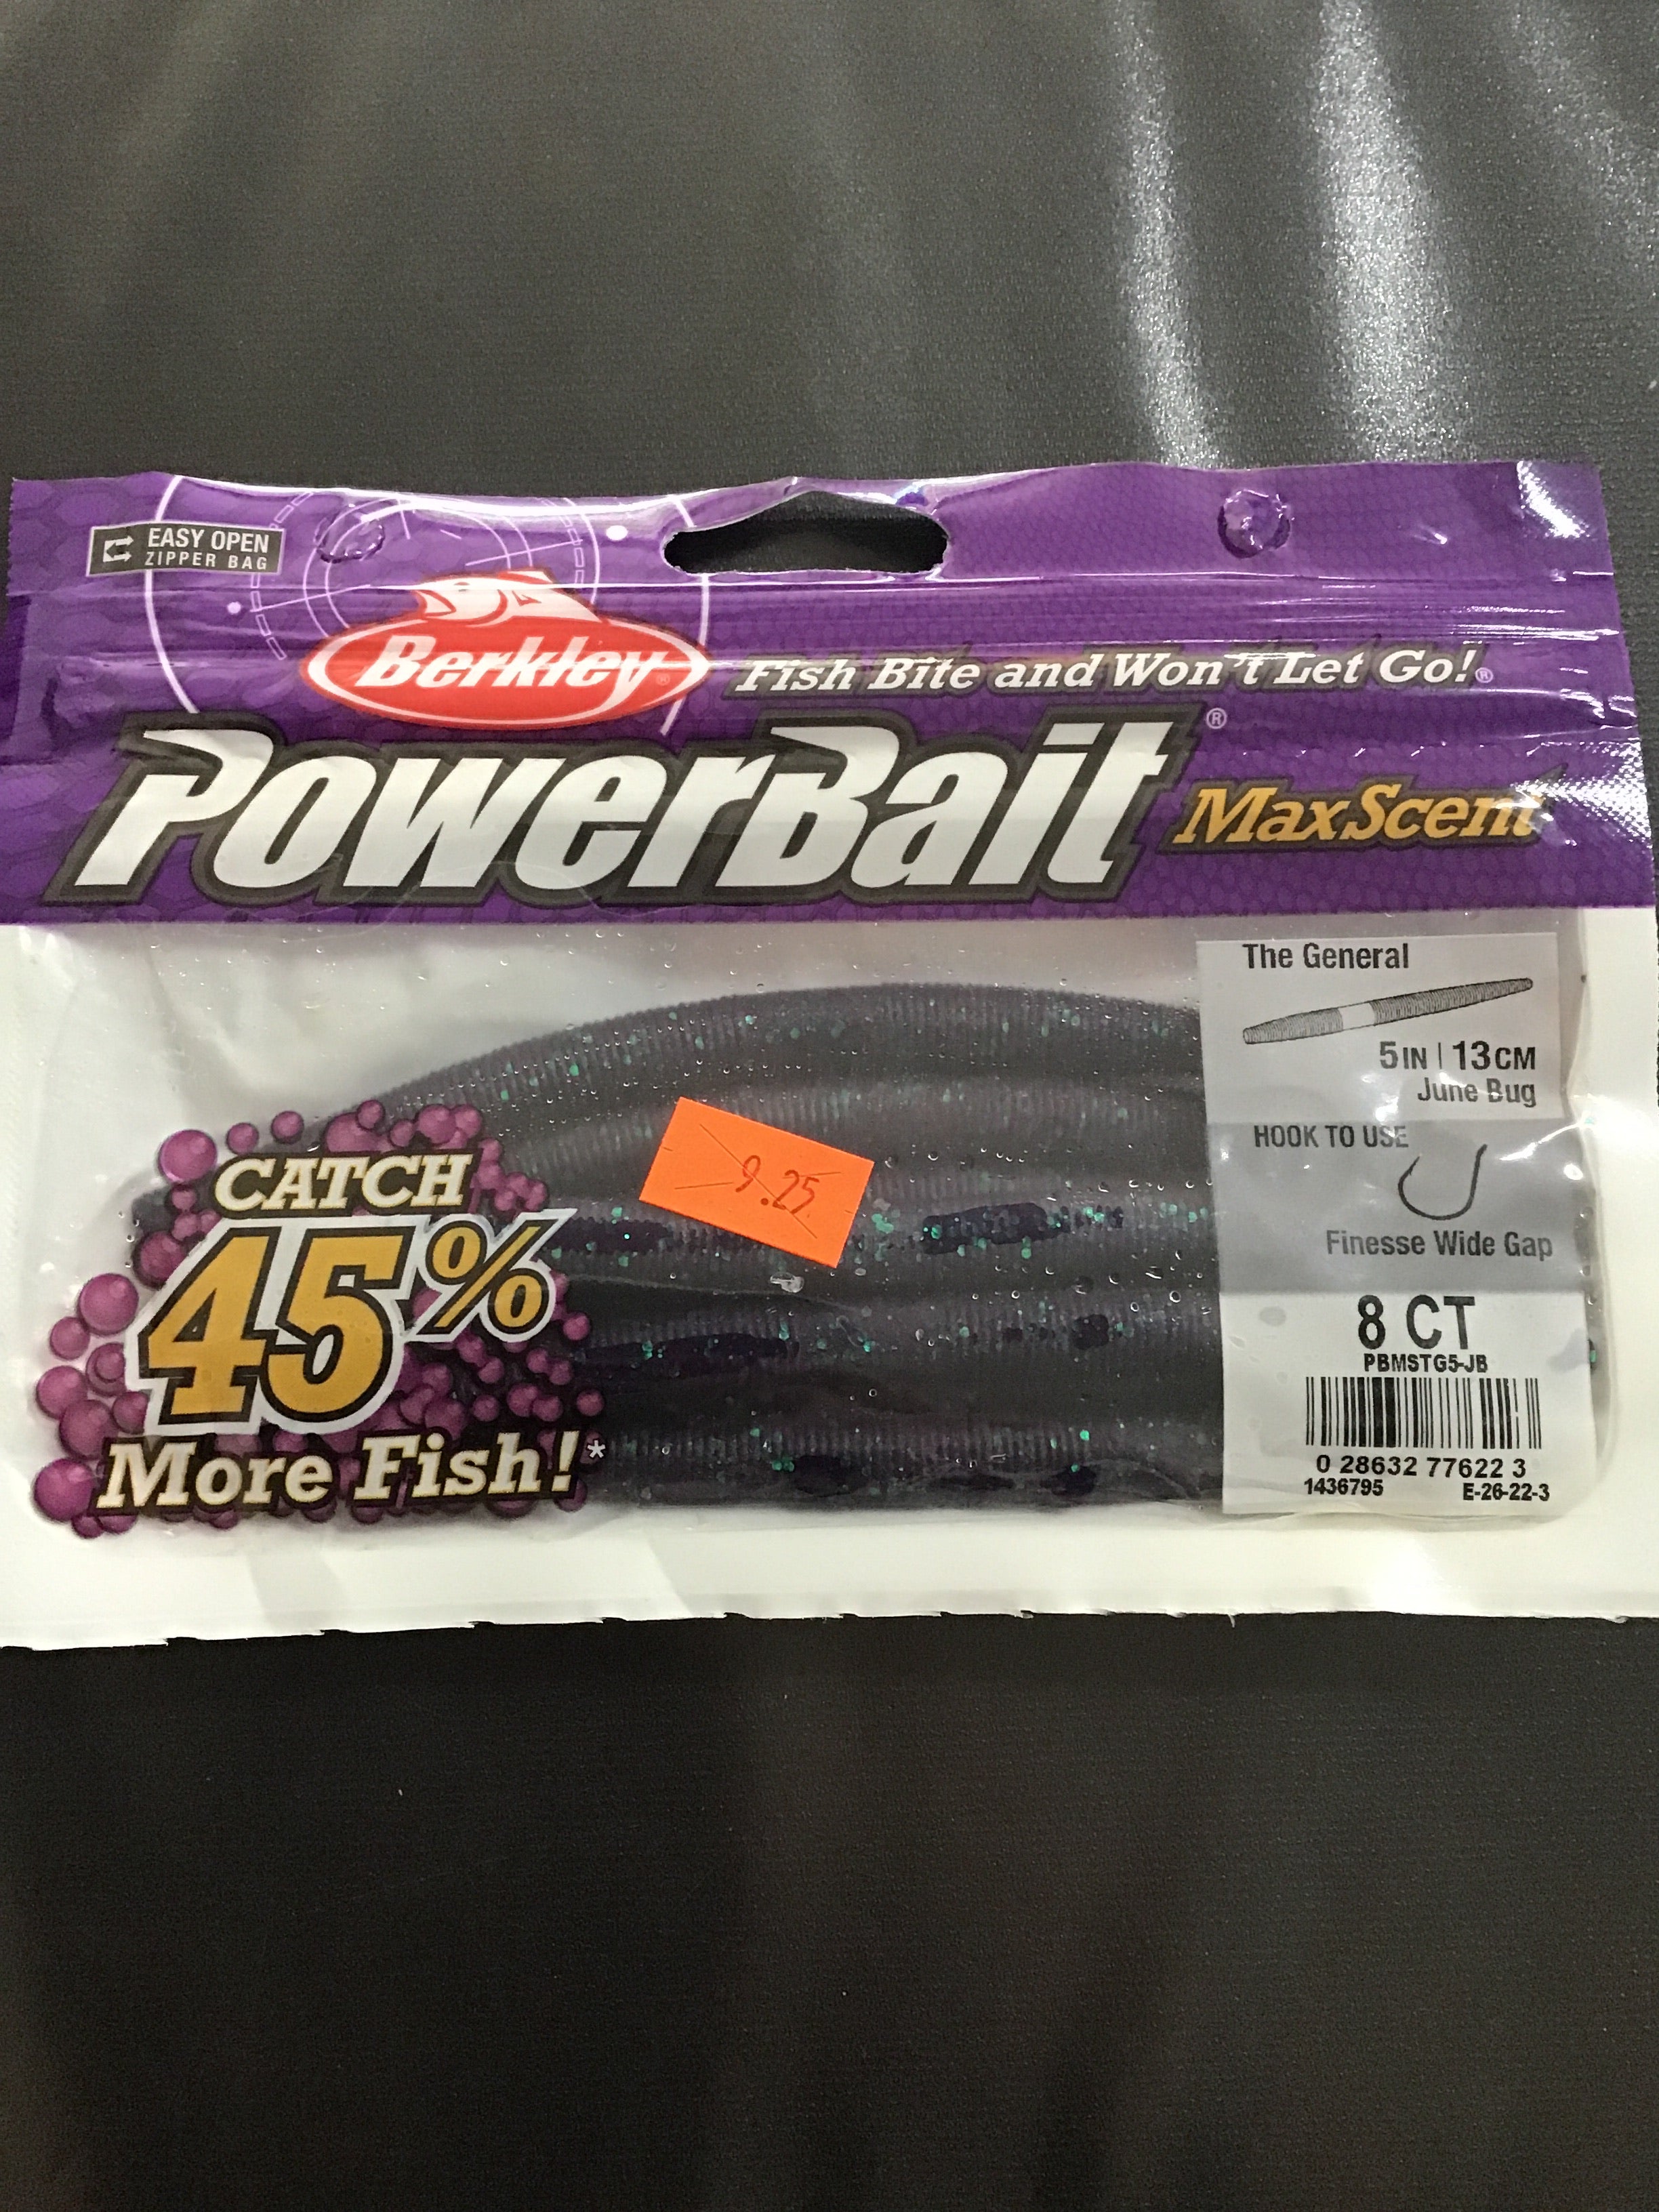 EASY OPEN
ZIPPER BAG
Berkley®
Fish Bite and Won't Let Go!®
PowerBait®
MaxScent
The General
5IN | 13CM
June Bug
HOOK TO USE
Finesse Wide Gap
9.25
CATCH
45%
More Fish!*
8 CT
PBMSTG5-JB
0 28632 77622 3
1436795 E-26-22-3